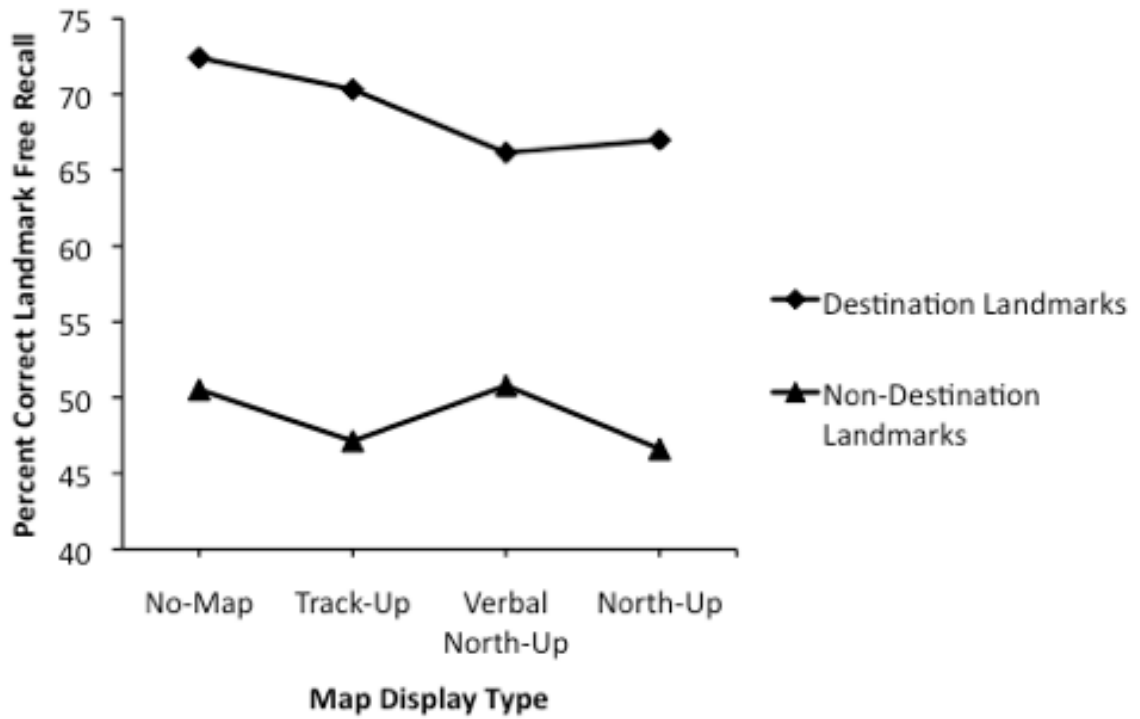 Percent Correct Landmark Free Recall
75
70
65
60
55
50
45
40
No-Map
Track-Up
Verbal
North-Up
North-Up
Map Display Type
Destination Landmarks
Non-Destination
Landmarks